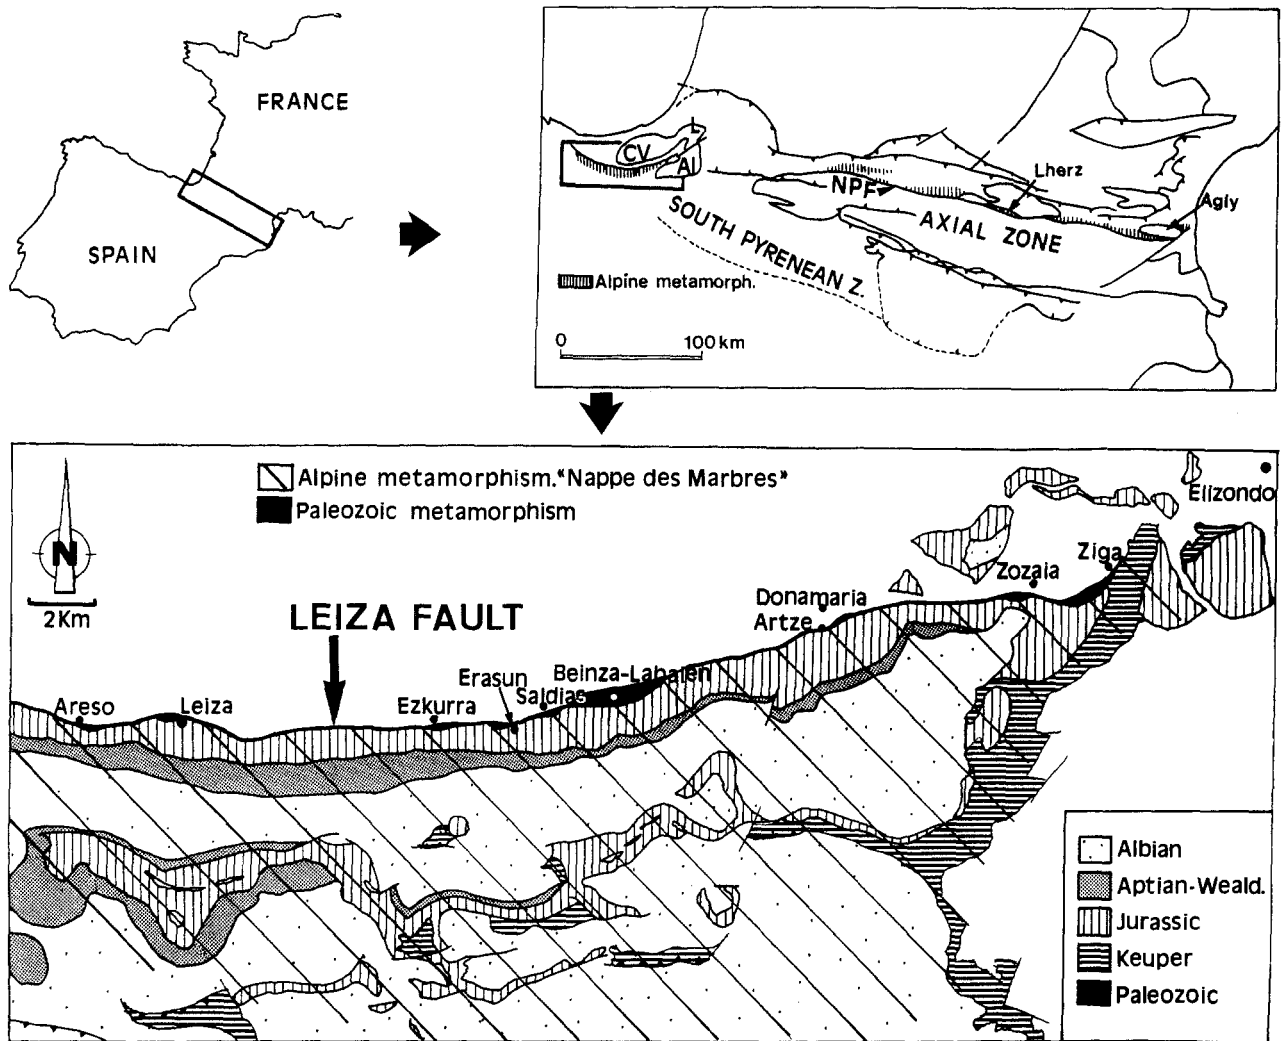 FRANCE
SPAIN
L
CV
Al
NPF
Lherz
Agly
AXIAL ZONE
SOUTH PYRENEAN Z.
Alpine metamorph.
0
100 km
Alpine metamorphism."Nappe des Marbres"
Paleozoic metamorphism
N
2Km
LEIZA FAULT
Elizondo
Ziga
Zozaia
Donamaria
Artze
Beinza-Labaien
Erasun
Saldias
Ezkurra
Areso
Leiza
Albian
Aptian-Weald.
Jurassic
Keuper
Paleozoic